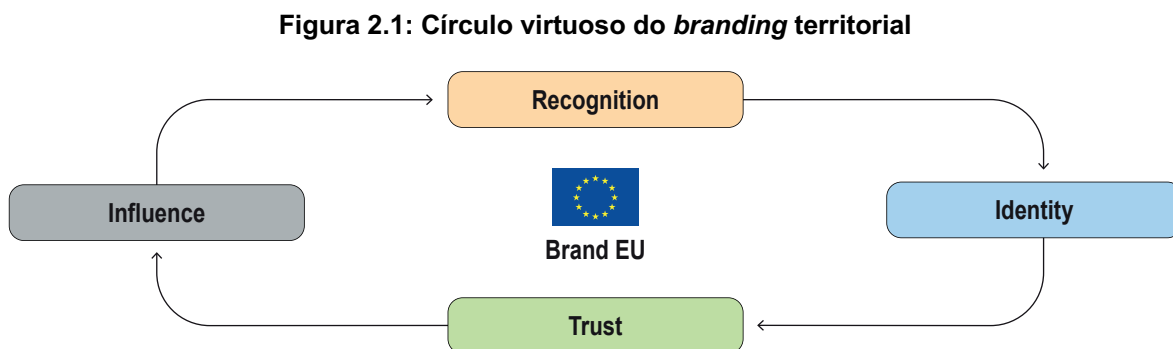 Figura 2.1: Círculo virtuoso do branding territorial
Recognition
Influence
Identity
Brand EU
Trust